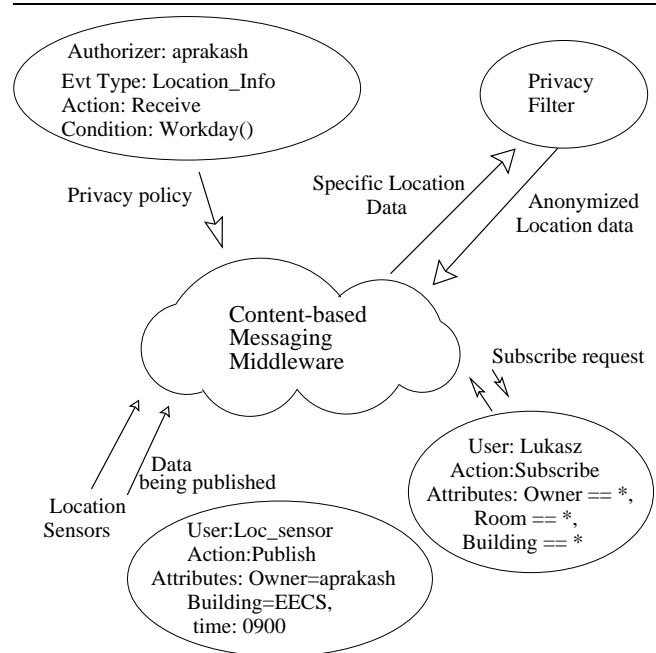 Authorizer: aprakash
Evt Type: Location_Info
Action: Receive
Condition: Workday()
Privacy
Filter
Privacy policy
Specific Location
Data
Anonymized
Location data
Content-based
Messaging
Middleware
Subscribe request
Data
being published
Location
Sensors
User: Lukasz
Action:Subscribe
Attributes: Owner == *,
Room == *,
Building == *
User:Loc_sensor
Action:Publish
Attributes: Owner=aprakash
Building=EECS,
time: 0900